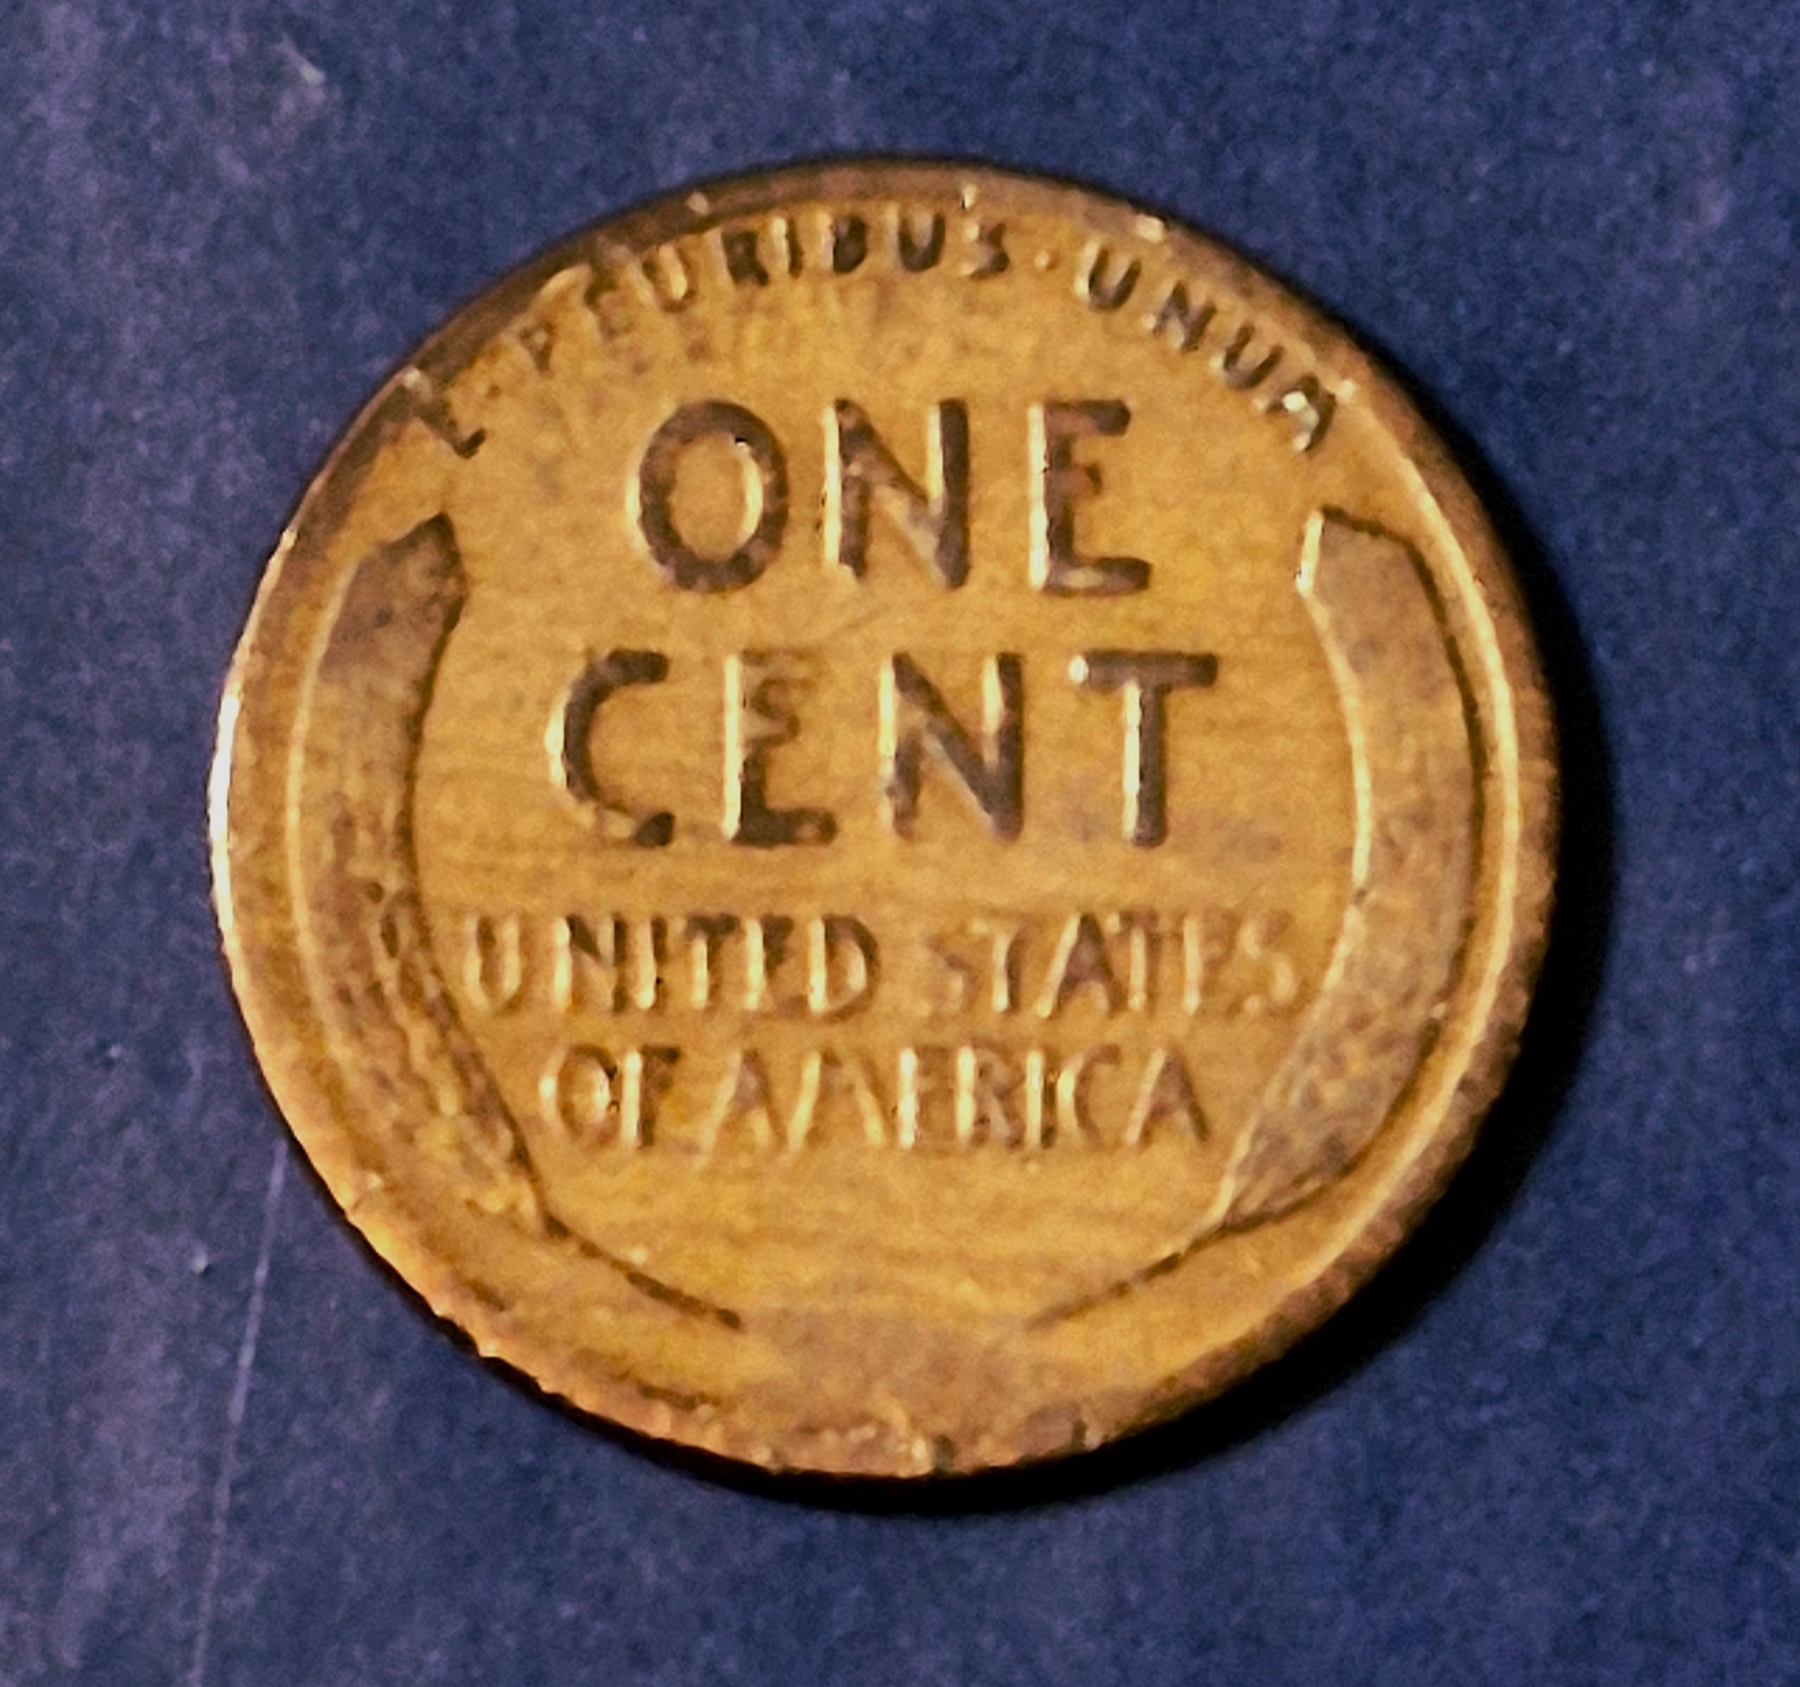 E·PLURIBUS·UNUM
ONE
CENT
UNITED STATES
OF AMERICA